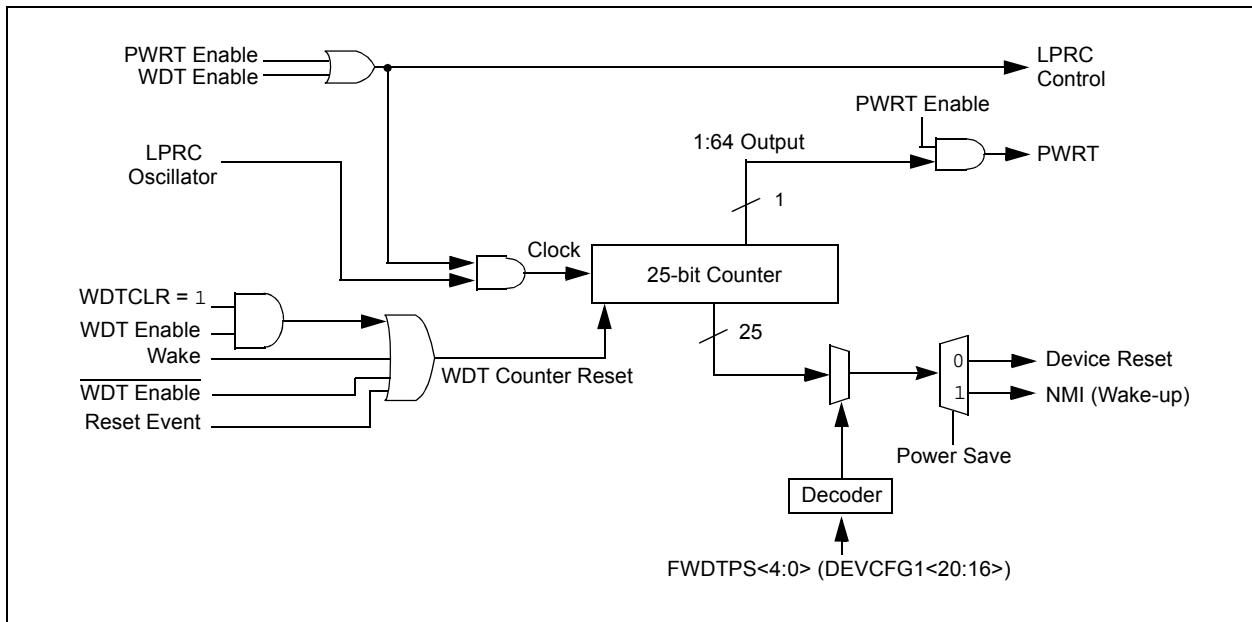 PWRT Enable
WDT Enable
LPRC
Control
PWRT Enable
1:64 Output
PWRT
LPRC
Oscillator
1
Clock
25-bit Counter
WDTCLR = 1
WDT Enable
Wake
WDT Enable
Reset Event
WDT Counter Reset
25
0
1
Device Reset
NMI (Wake-up)
Power Save
Decoder
FWDTPS<4:0> (DEVCFG1<20:16>)